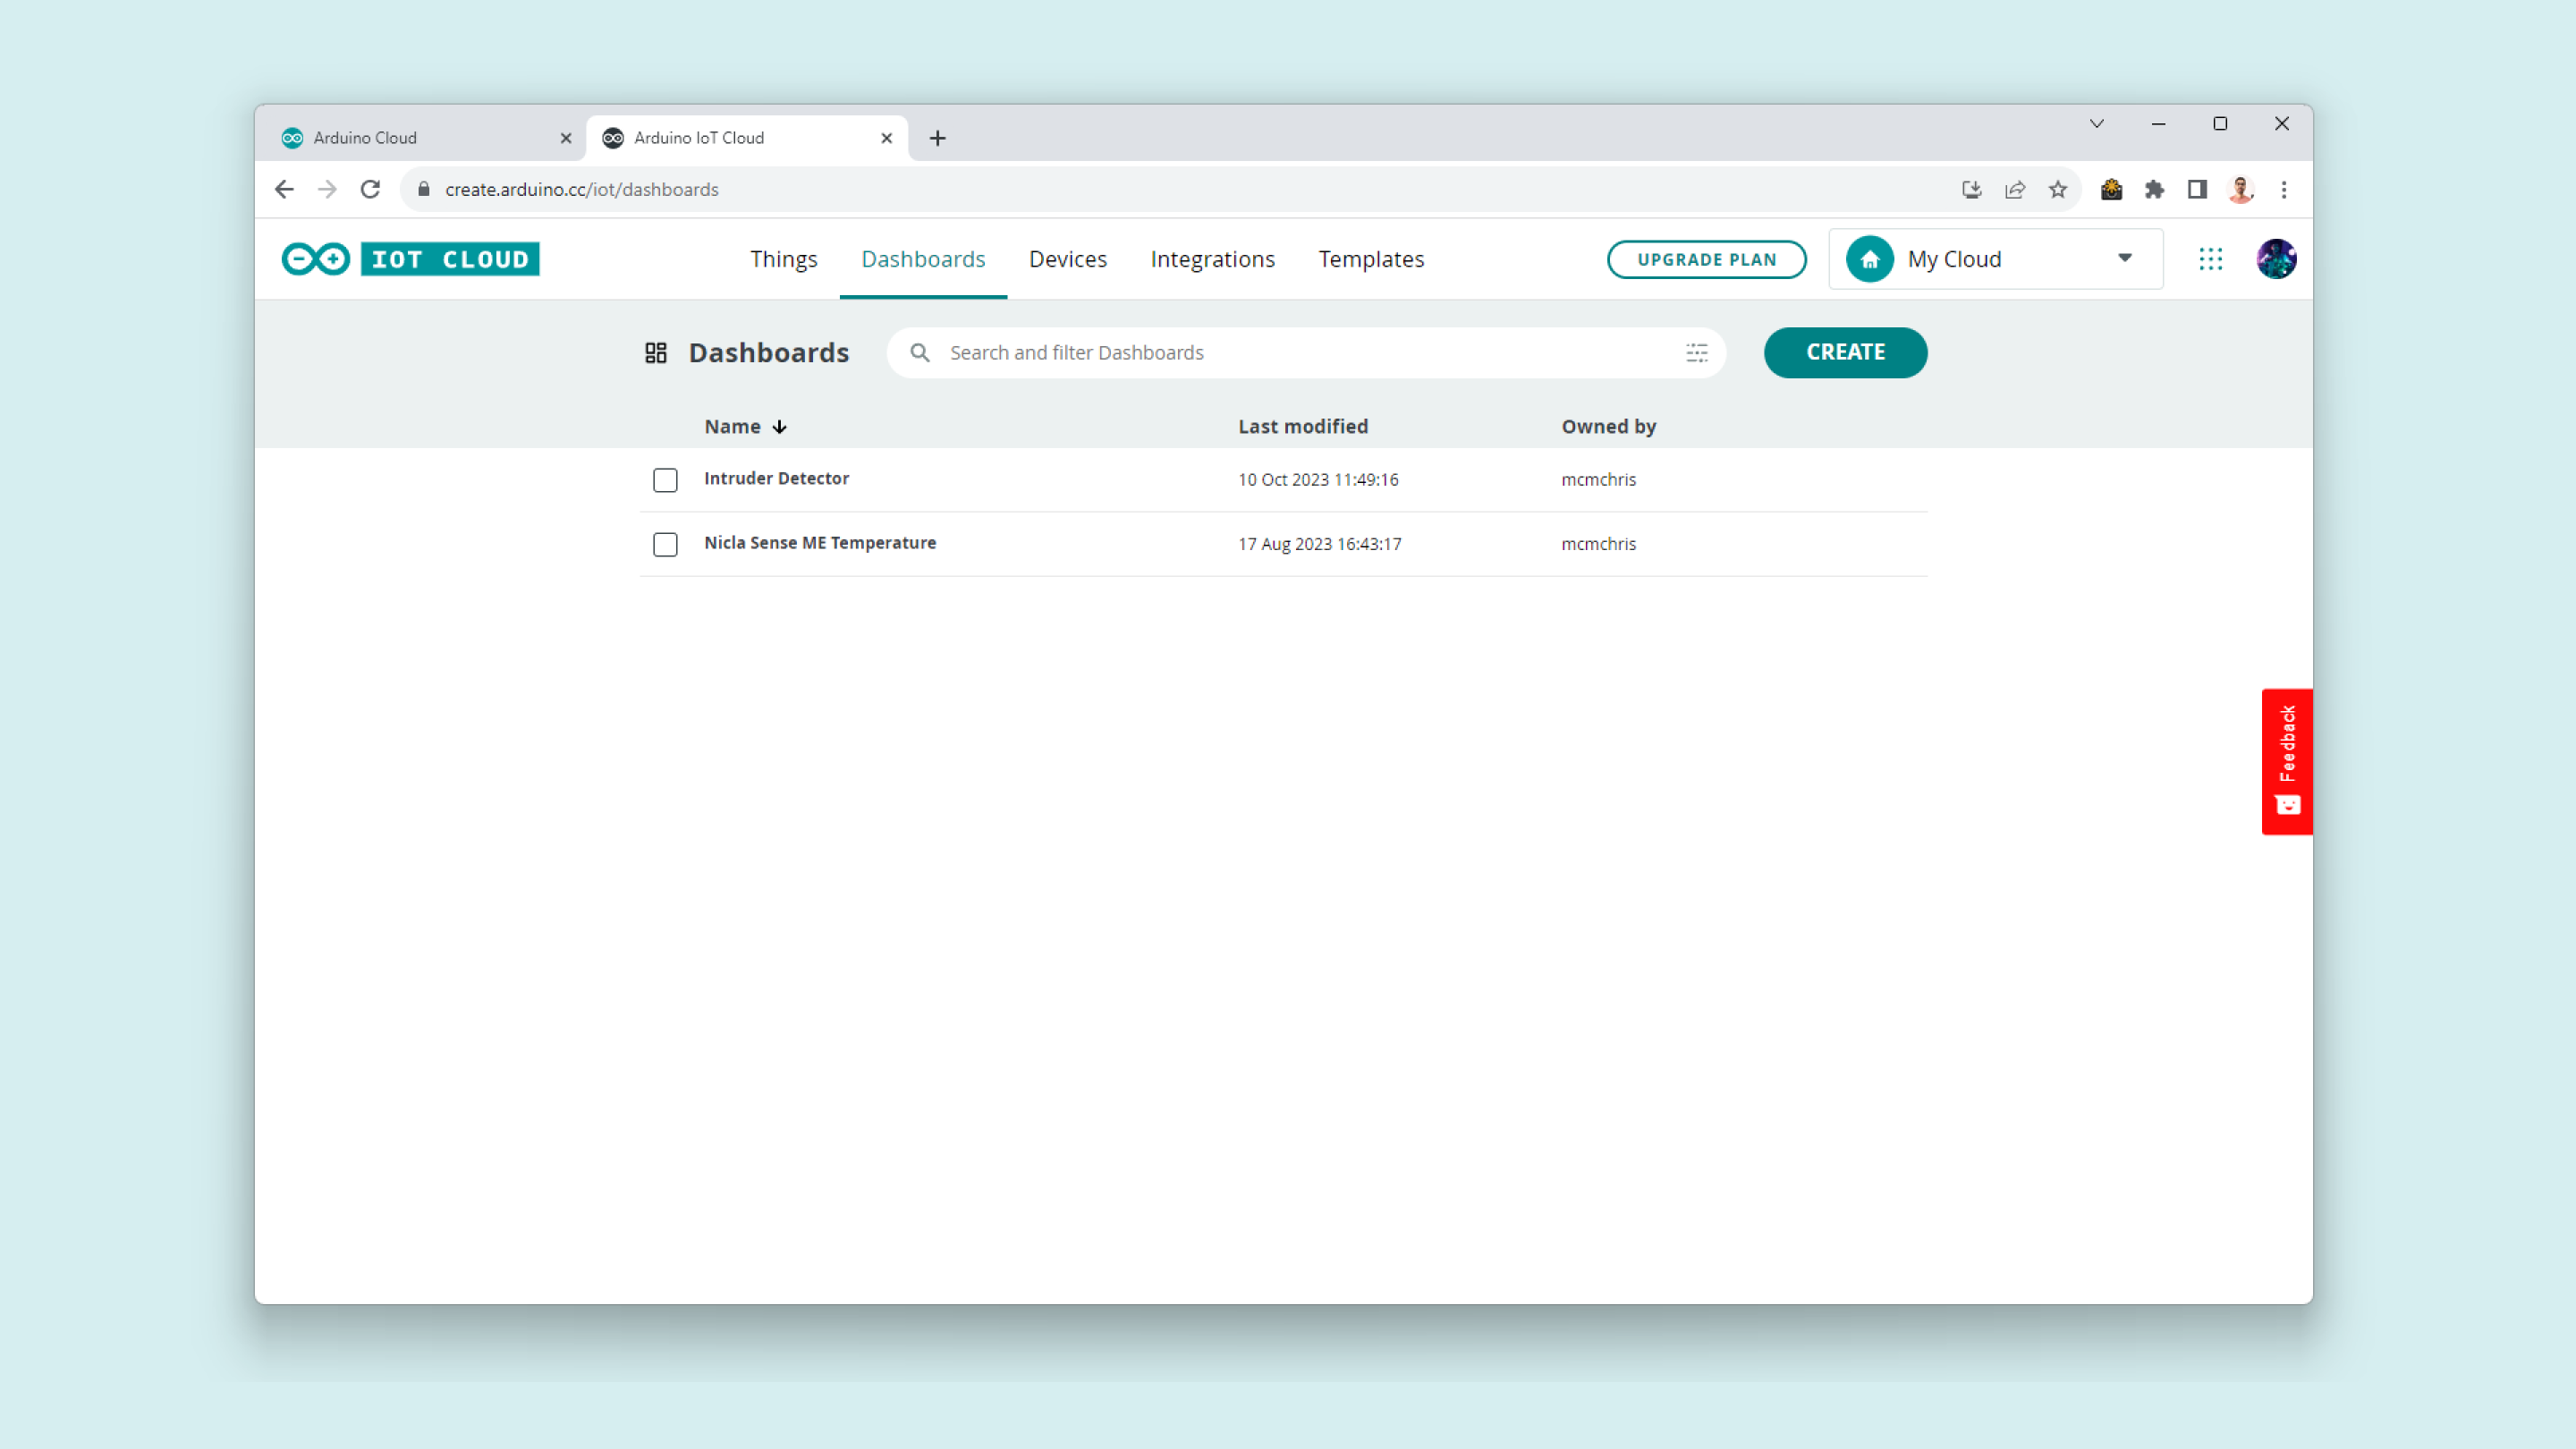 Arduino Cloud
Arduino IoT Cloud
create.arduino.cc/iot/dashboards
IOT CLOUD
Things
Dashboards
Devices
Integrations
Templates
UPGRADE PLAN
My Cloud
Dashboards
Search and filter Dashboards
CREATE
Name
Last modified
Owned by
Intruder Detector
10 Oct 2023 11:49:16
mcmchris
Nicla Sense ME Temperature
17 Aug 2023 16:43:17
mcmchris
Feedback